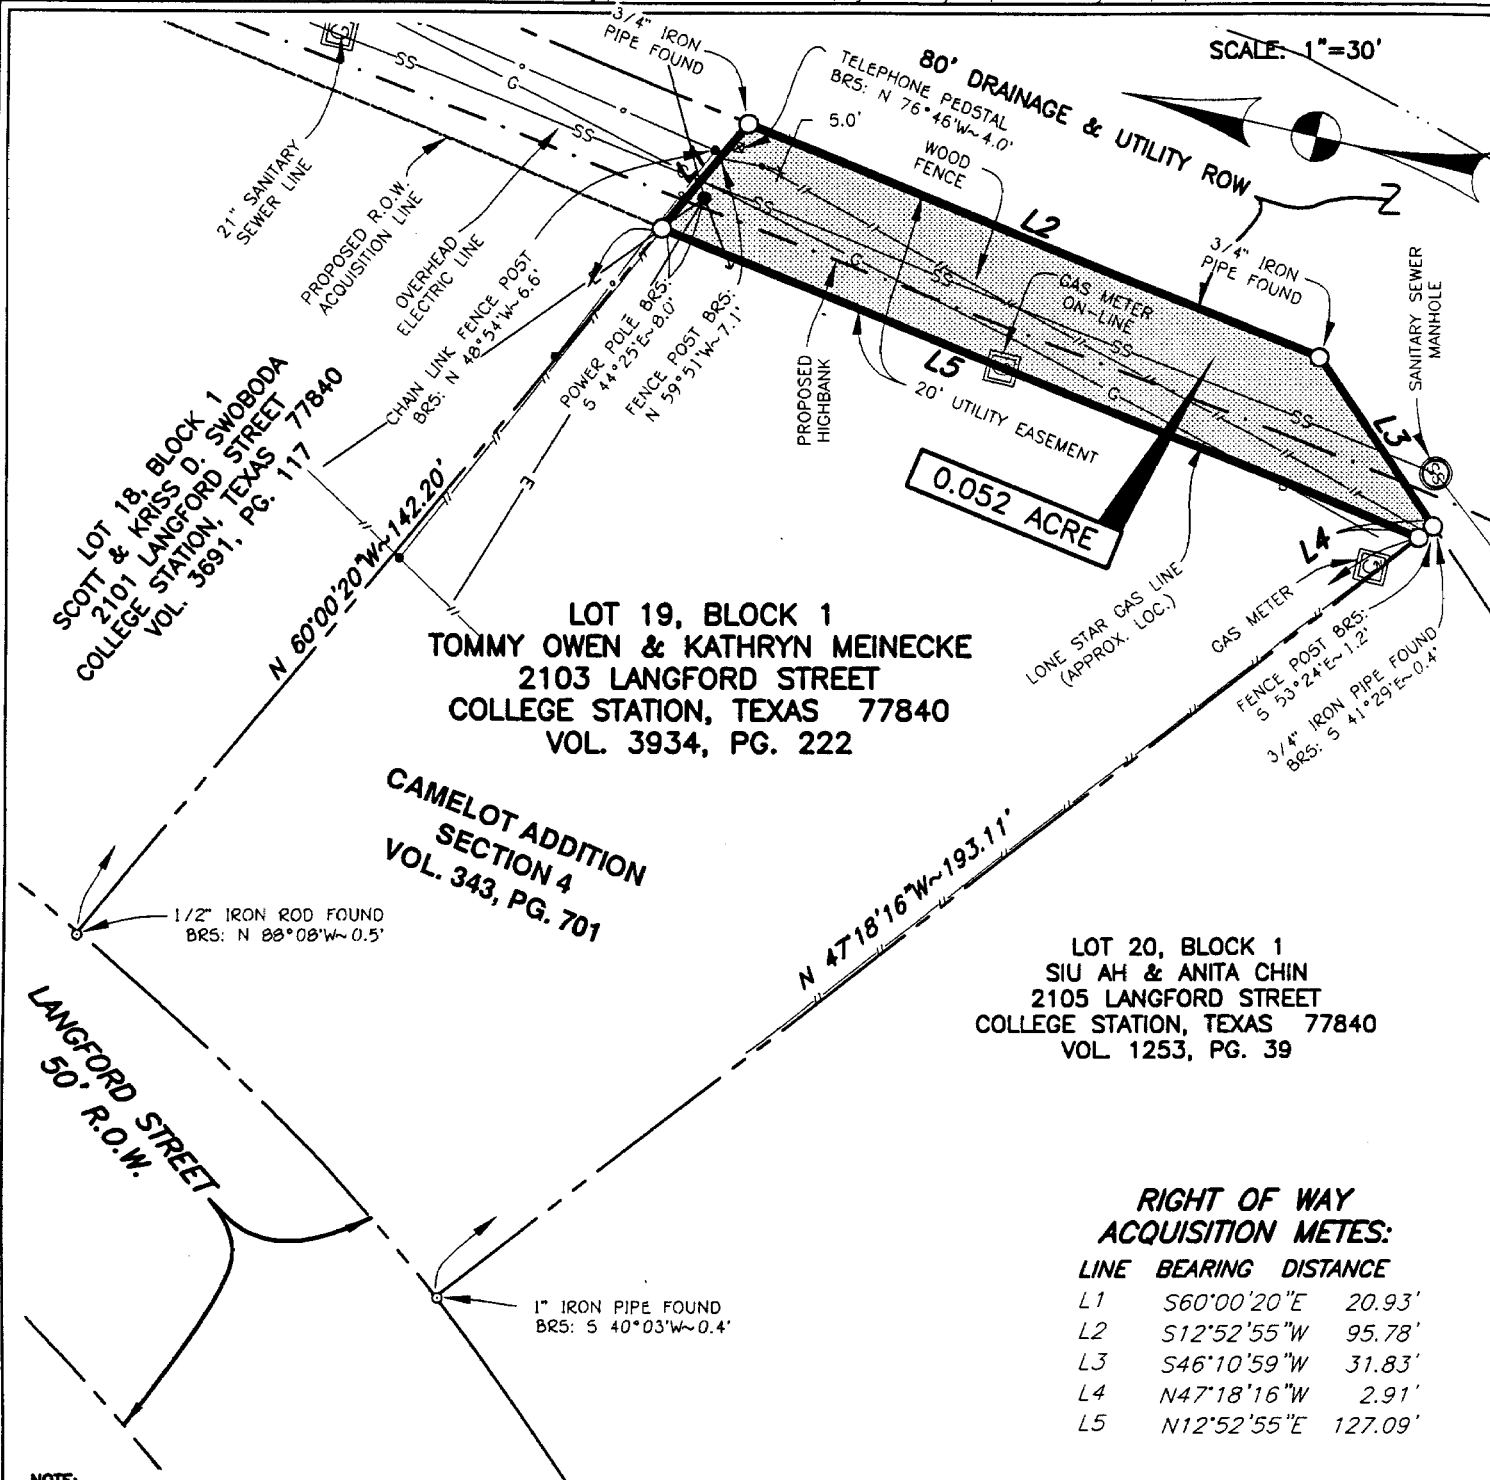 SCALE: 1"=30'
3/4" IRON
PIPE FOUND
80' DRAINAGE & UTILITY ROW
TELEPHONE PEDSTAL
BRS: N 76°46'W~4.0'
5.0'
WOOD
FENCE
21" SANITARY
SEWER LINE
PROPOSED R.O.W.
ACQUISITION LINE
OVERHEAD
ELECTRIC LINE
CHAIN LINK FENCE POST
BRS: N 48°54'W~6.6'
POWER POLE BRS:
S 44°25'E~8.0'
FENCE POST BRS:
N 59°51'W~7.1'
L1
L2
3/4" IRON
PIPE FOUND
GAS METER
ON-LINE
PROPOSED
HIGHBANK
L5
20' UTILITY EASEMENT
L3
SANITARY SEWER
MANHOLE
L4
0.052 ACRE
LONE STAR GAS LINE
(APPROX. LOC.)
GAS METER
FENCE POST BRS:
S 53°24'E~1.2'
3/4" IRON PIPE FOUND
BRS: S 41°29'E~0.4'
LOT 18, BLOCK 1
SCOTT & KRISS D. SWOBODA
2101 LANGFORD STREET
COLLEGE STATION, TEXAS 77840
VOL. 3691, PG. 117
N 60°00'20"W~142.20'
LOT 19, BLOCK 1
TOMMY OWEN & KATHRYN MEINECKE
2103 LANGFORD STREET
COLLEGE STATION, TEXAS 77840
VOL. 3934, PG. 222
CAMELOT ADDITION
SECTION 4
VOL. 343, PG. 701
N 47°18'16"W~193.11'
1/2" IRON ROD FOUND
BRS: N 88°08'W~0.5'
LOT 20, BLOCK 1
SIU AH & ANITA CHIN
2105 LANGFORD STREET
COLLEGE STATION, TEXAS 77840
VOL. 1253, PG. 39
LANGFORD STREET
50' R.O.W.
1" IRON PIPE FOUND
BRS: S 40°03'W~0.4'
RIGHT OF WAY
ACQUISITION METES:
LINE BEARING DISTANCE
L1 S60°00'20"E 20.93'
L2 S12°52'55"W 95.78'
L3 S46°10'59"W 31.83'
L4 N47°18'16"W 2.91'
L5 N12°52'55"E 127.09'
NOTE: